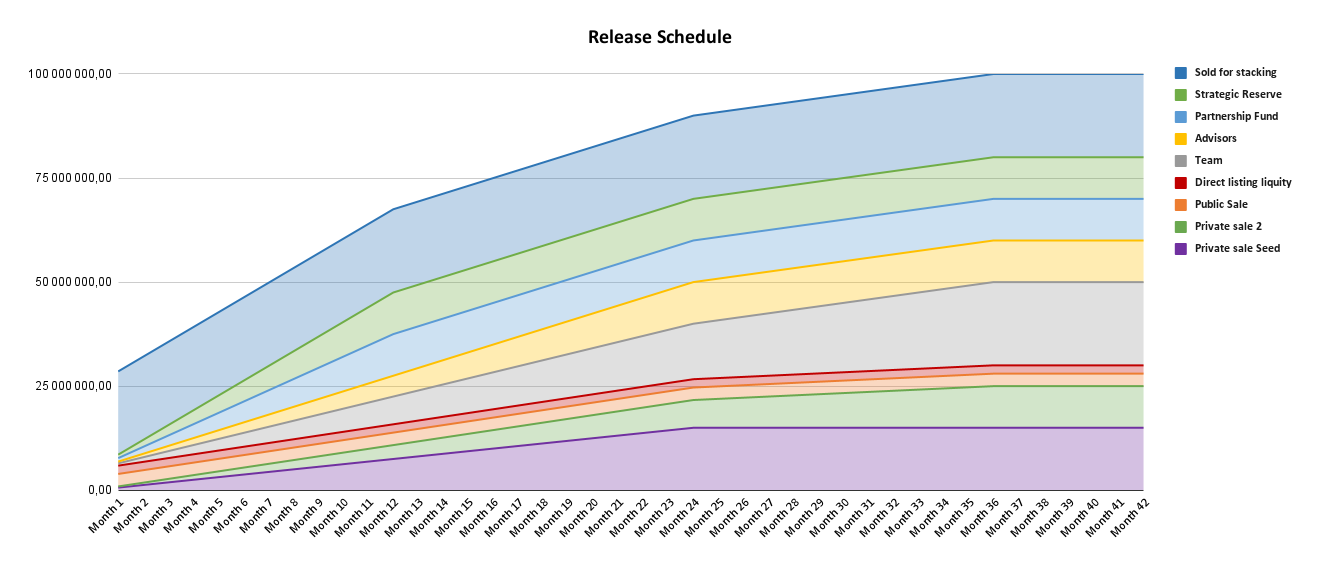 Release Schedule
100 000 000,00
75 000 000,00
50 000 000,00
25 000 000,00
0,00
Month 1
Month 2
Month 3
Month 4
Month 5
Month 6
Month 7
Month 8
Month 9
Month 10
Month 11
Month 12
Month 13
Month 14
Month 15
Month 16
Month 17
Month 18
Month 19
Month 20
Month 21
Month 22
Month 23
Month 24
Month 25
Month 26
Month 27
Month 28
Month 29
Month 30
Month 31
Month 32
Month 33
Month 34
Month 35
Month 36
Month 37
Month 38
Month 39
Month 40
Month 41
Month 42
Sold for stacking
Strategic Reserve
Partnership Fund
Advisors
Team
Direct listing liquity
Public Sale
Private sale 2
Private sale Seed